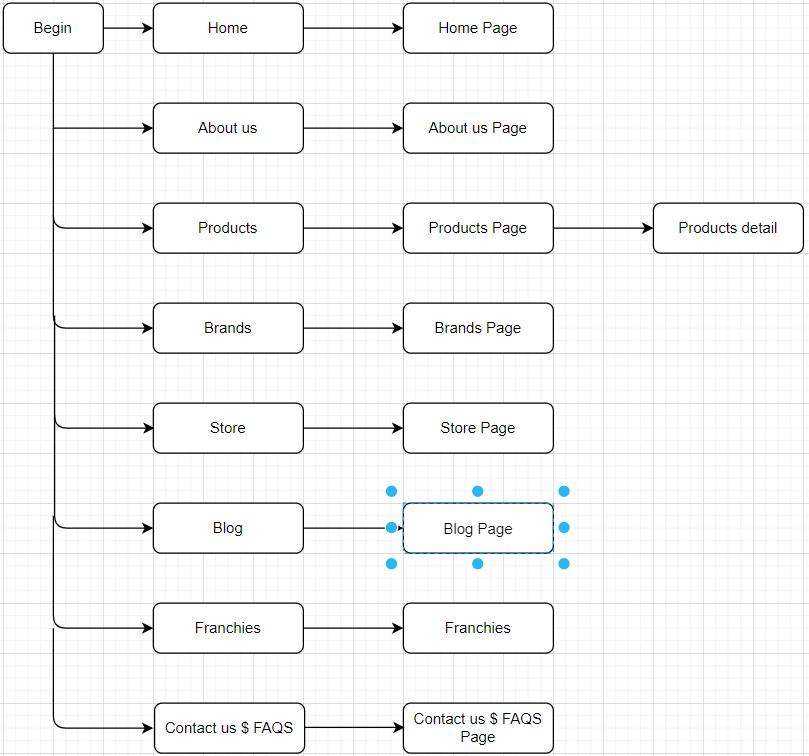 Begin
Home
Home Page
About us
About us Page
Products
Products Page
Products detail
Brands
Brands Page
Store
Store Page
Blog
Blog Page
Franchies
Franchies
Contact us $ FAQS
Contact us $ FAQS
Page